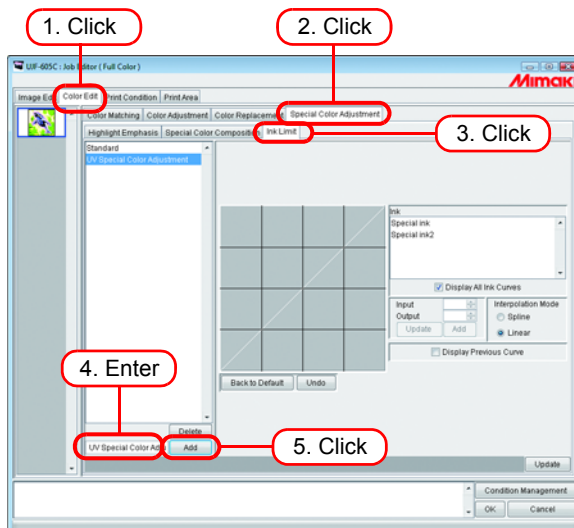 1. Click
2. Click
UJF-605C : Job Editor ( Full Color )
Mimaki
Image Ed
Color Edit
Print Condition
Print Area
Color Matching
Color Adjustment
Color Replacement
Special Color Adjustment
Highlight Emphasis
Special Color Composition
Ink Limit
3. Click
Standard
UV Special Color Adjustment
Ink
Special ink
Special ink2
Display All Ink Curves
Input
Output
Update
Add
Interpolation Mode
Spline
Linear
Display Previous Curve
4. Enter
Back to Default
Undo
Delete
UV Special Color Adju
Add
5. Click
Update
Condition Management
OK
Cancel